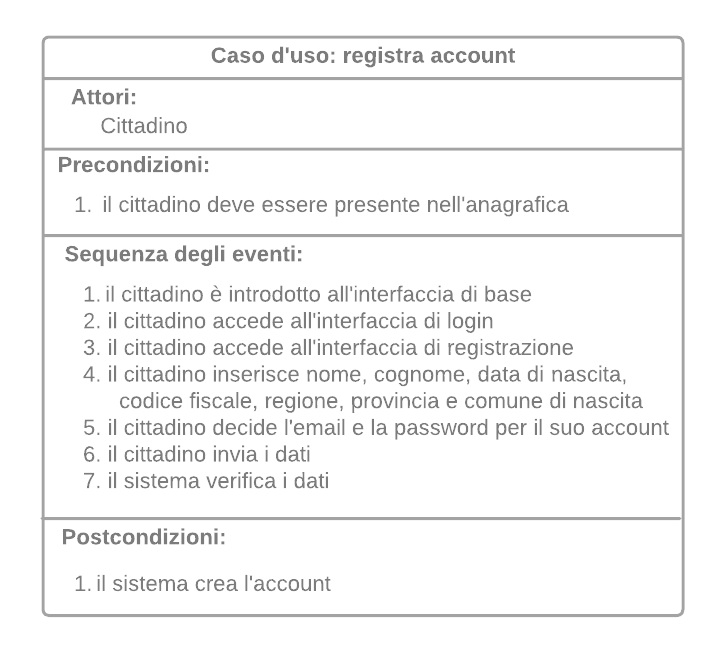 Caso d'uso: registra account
Attori:
Cittadino
Precondizioni:
1. il cittadino deve essere presente nell'anagrafica
Sequenza degli eventi:
1. il cittadino è introdotto all'interfaccia di base
2. il cittadino accede all'interfaccia di login
3. il cittadino accede all'interfaccia di registrazione
4. il cittadino inserisce nome, cognome, data di nascita,
codice fiscale, regione, provincia e comune di nascita
5. il cittadino decide l'email e la password per il suo account
6. il cittadino invia i dati
7. il sistema verifica i dati
Postcondizioni:
1. il sistema crea l'account